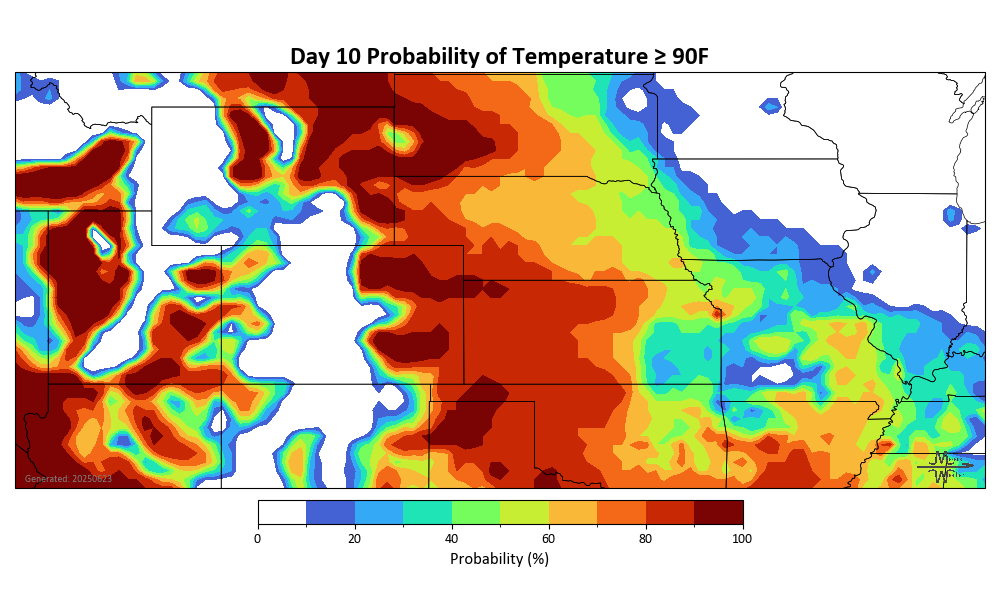 Day 10 Probability of Temperature ≥ 90F
Generated: 20250623
0 20 40 60 80 100
Probability (%)